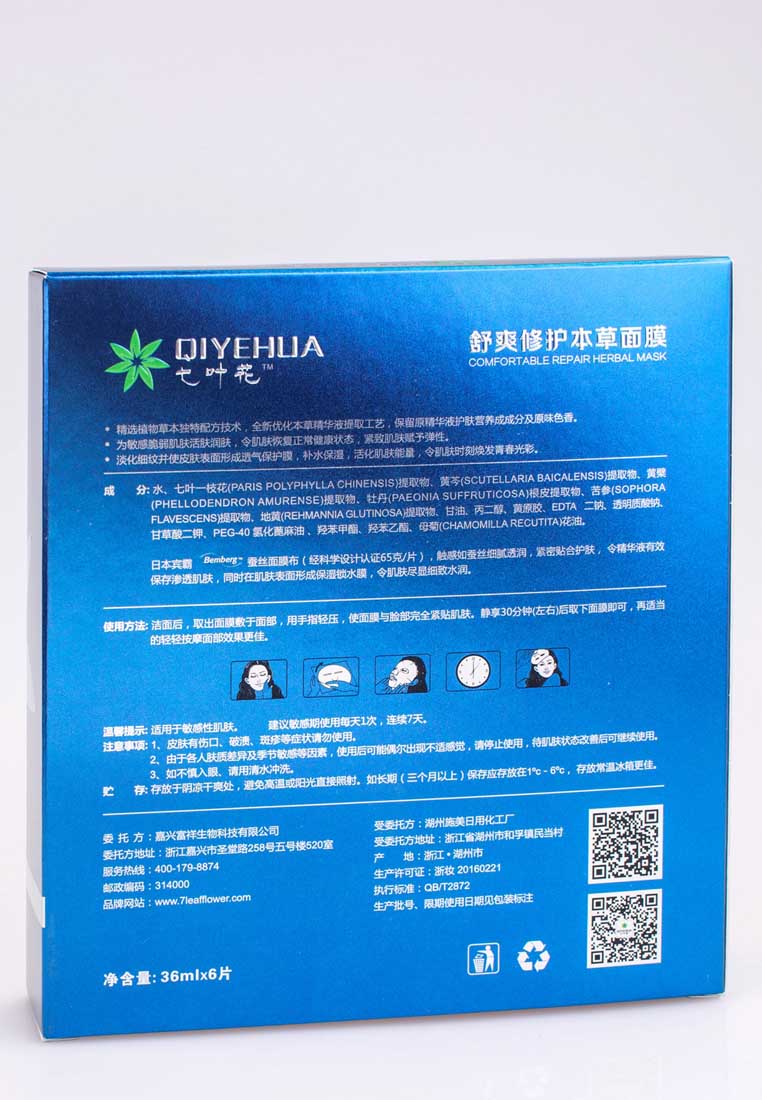 QIYEHUA
七叶花™
舒爽修护本草面膜
COMFORTABLE REPAIR HERBAL MASK
• 精选植物草本独特配方技术，全新优化本草精华液提取工艺，保留原精华液护肤营养成成分及原味色香。
• 为敏感脆弱肌肤活肤润肤，令肌肤恢复正常健康状态，紧致肌肤赋予弹性。
• 淡化细纹并使皮肤表面形成透气保护膜，补水保湿，活化肌肤能量，令肌肤时刻焕发青春光彩。
成 分: 水、七叶一枝花(PARIS POLYPHYLLA CHINENSIS)提取物、黄芩(SCUTELLARIA BAICALENSIS)提取物、黄檗
(PHELLODENDRON AMURENSE)提取物、牡丹(PAEONIA SUFFRUTICOSA)根皮提取物、苦参(SOPHORA
FLAVESCENS)提取物、地黄(REHMANNIA GLUTINOSA)提取物、甘油、丙二醇、黄原胶、EDTA 二钠、透明质酸钠、
甘草酸二钾、PEG-40 氢化蓖麻油 、羟苯甲酯、羟苯乙酯、母菊(CHAMOMILLA RECUTITA)花油。
日本宾霸 Bemberg™ 蚕丝面膜布（经科学设计认证65克/片），触感如蚕丝细腻透润，紧密贴合肌肤， 令精华液有效
保存渗透肌肤，同时在肌肤表面形成保湿锁水膜，令肌肤尽显细致水润。
使用方法: 洁面后，取出面膜敷于面部，用手指轻压，使面膜与脸部完全紧贴肌肤。静享30分钟(左右)后取下面膜即可，再适当
的轻轻按摩面部效果更佳。
温馨提示: 适用于敏感性肌肤。 建议敏感期使用每天1次，连续7天。
注意事项: 1、皮肤有伤口、破溃、斑疹等症状请勿使用。
2、由于各人肤质差异及季节敏感等因素，使用后可能偶尔出现不适感觉，请停止使用，待肌肤状态改善后可继续使用。
3、如不慎入眼、请用清水冲洗。
贮 存: 存放于阴凉干爽处，避免高温或阳光直接照射。如长期（三个月以上）保存应存放在1ºc - 6ºc， 存放常温冰箱更佳。
委 托 方：嘉兴富祥生物科技有限公司
委托方地址：浙江嘉兴市圣堂路258号五号楼520室
服务热线：400-179-8874
邮政编码：314000
品牌网站：www.7leafflower.com
受委托方：湖州施美日用化工厂
受委托方地址：浙江省湖州市和孚镇民当村
产 地：浙江·湖州市
生产许可证：浙妆 20160221
执行标准：QB/T2872
生产批号、限期使用日期见包装标注
QIYEHUA
净含量: 36mlx6片